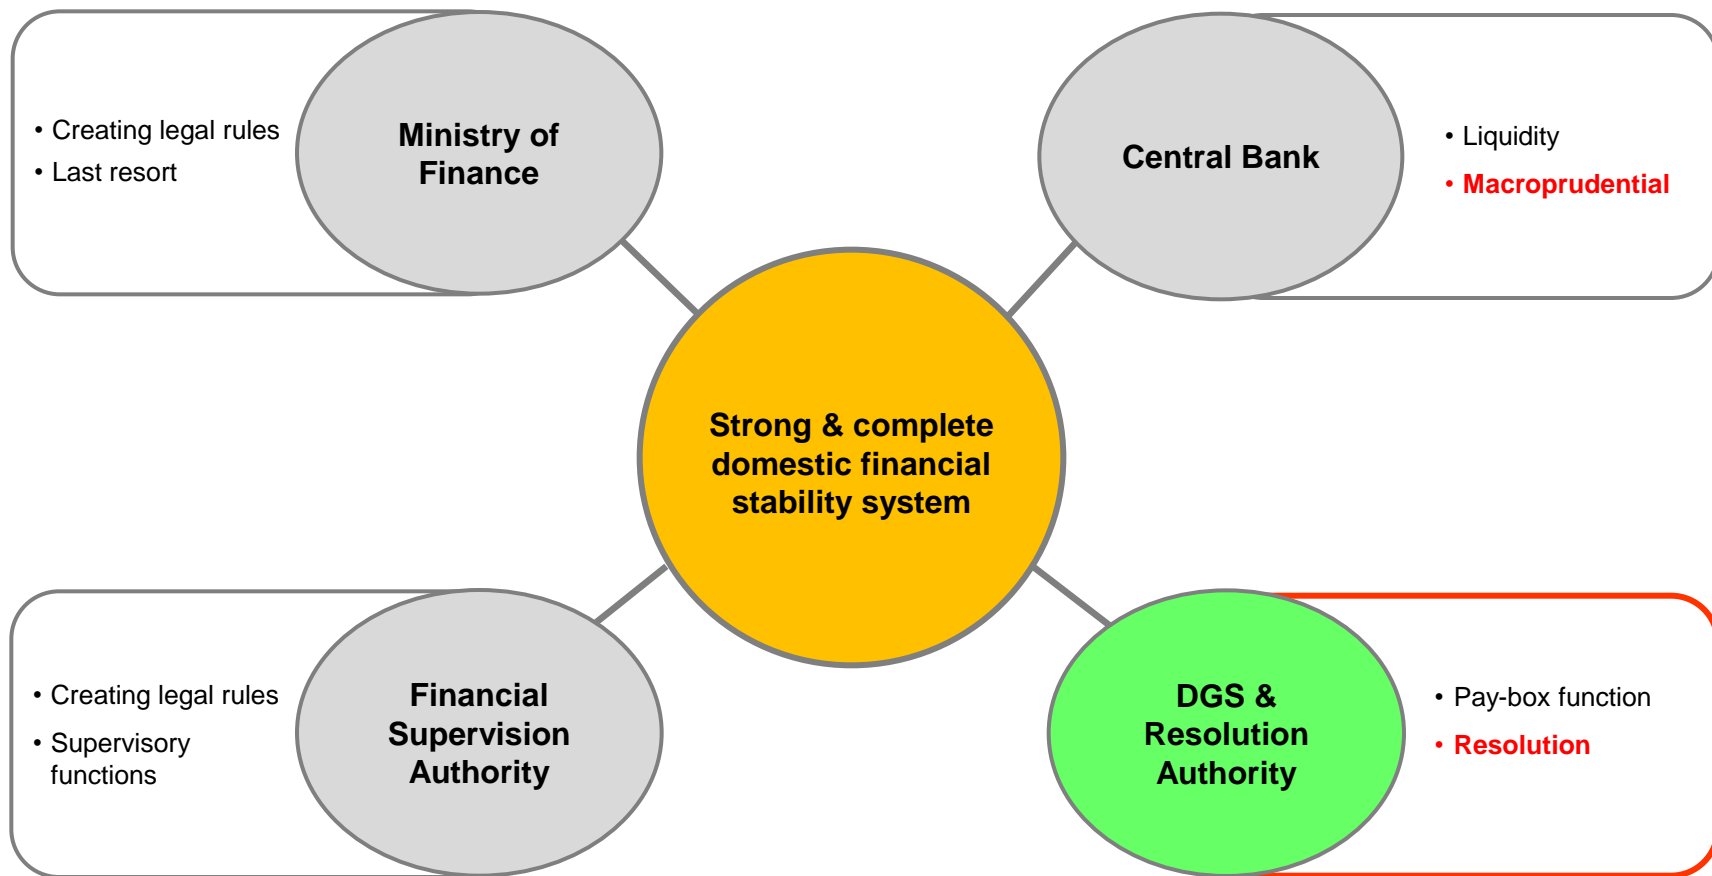 • Creating legal rules
• Last resort
Ministry of
Finance
Central Bank
• Liquidity
• Macroprudential
Strong & complete
domestic financial
stability system
• Creating legal rules
• Supervisory
functions
Financial
Supervision
Authority
DGS &
Resolution
Authority
• Pay-box function
• Resolution